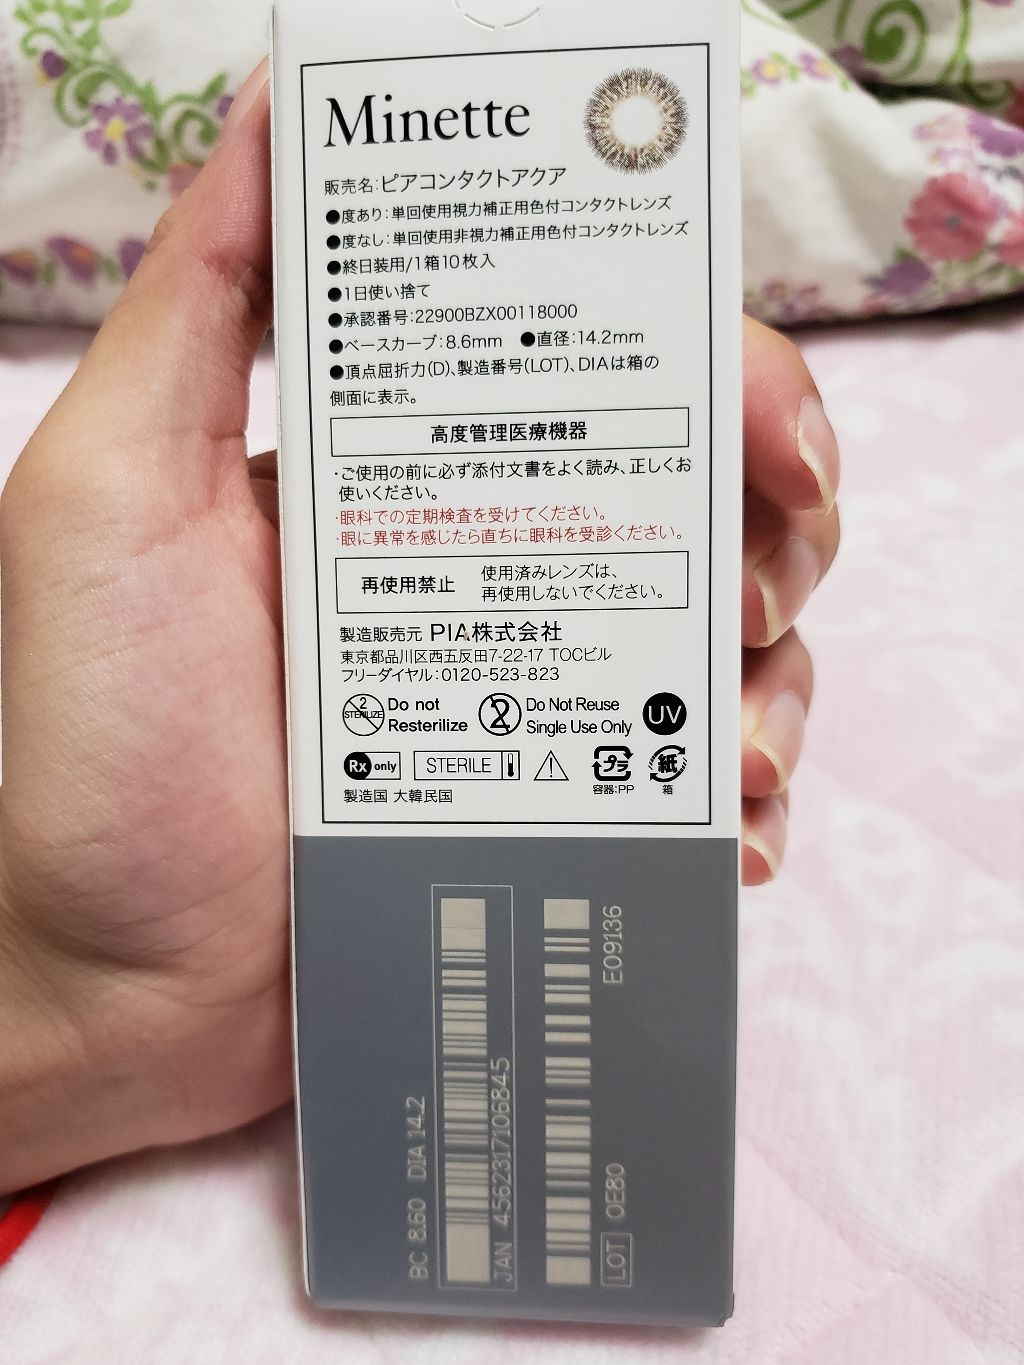 Minette
販売名:ピアコンタクトアクア
●度あり:単回使用視力補正用色付コンタクトレンズ
●度なし:単回使用非視力補正用色付コンタクトレンズ
●終日装用/1箱10枚入
●1日使い捨て
●承認番号:22900BZX00118000
●ベースカーブ:8.6mm ●直径:14.2mm
●頂点屈折力(D)、製造番号(LOT)、DIAは箱の
側面に表示。
高度管理医療機器
・ご使用の前に必ず添付文書をよく読み、正しくお
使いください。
・眼科での定期検査を受けてください。
・眼に異常を感じたら直ちに眼科を受診ください。
再使用禁止 使用済みレンズは、
再使用しないでください。
製造販売元 PIA株式会社
東京都品川区西五反田7-22-17 TOCビル
フリーダイヤル:0120-523-823
2 STERILIZE Do not
Resterilize
2 Do Not Reuse
Single Use Only
UV
Rx only STERILE プラ 紙
容器:PP 箱
製造国 大韓民国
BC 8.60 DIA 14.2
JAN 4562317106845
LOT 0E80 E09136